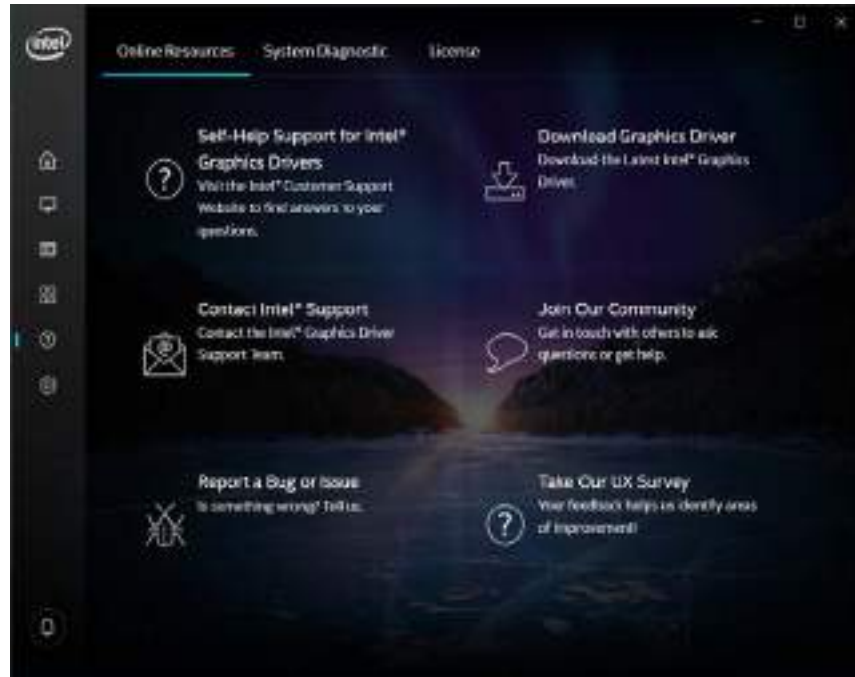 intel
Online Resources System Diagnostic License
Self-Help Support for Intel®
Graphics Drivers
Visit the Intel® Customer Support
Website to find answers to your
questions.
Download Graphics Driver
Download the Latest Intel® Graphics
Driver.
Contact Intel® Support
Contact the Intel® Graphics Driver
Support Team.
Join Our Community
Get in touch with others to ask
questions or get help.
Report a Bug or Issue
Is something wrong? Tell us.
Take Our UX Survey
Your feedback helps us identify areas
of improvement!